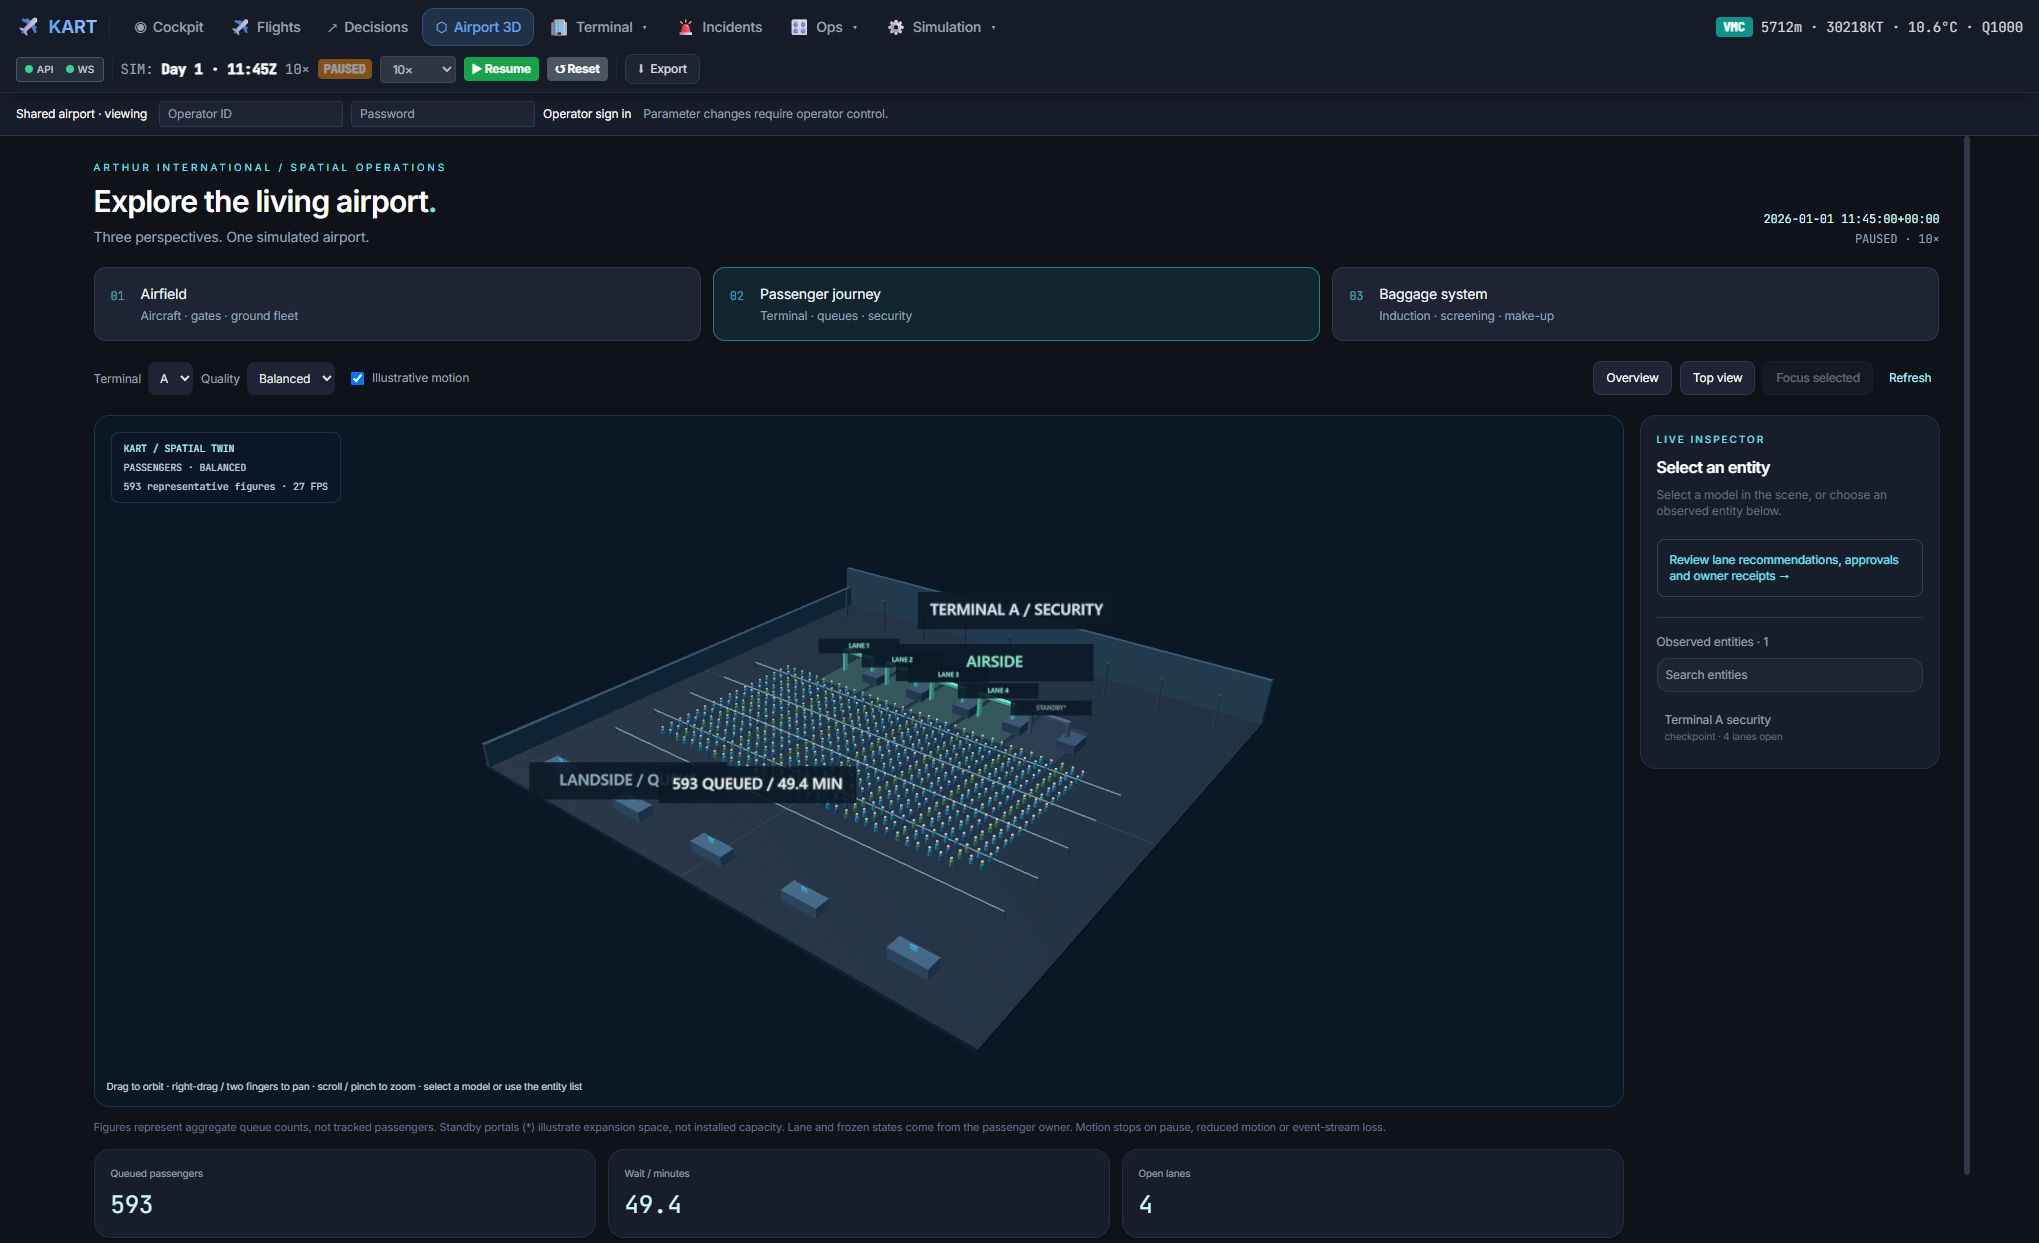 KART
Cockpit
Flights
Decisions
Airport 3D
Terminal
Incidents
Ops
Simulation
VMC 5712m · 30218KT · 10.6°C · Q1000
API WS
SIM: Day 1 · 11:45Z 10×
PAUSED
10×
Resume
Reset
Export
Shared airport · viewing
Operator ID
Password
Operator sign in
Parameter changes require operator control.
ARTHUR INTERNATIONAL / SPATIAL OPERATIONS
Explore the living airport.
Three perspectives. One simulated airport.
2026-01-01 11:45:00+00:00
PAUSED · 10×
01 Airfield
Aircraft · gates · ground fleet
02 Passenger journey
Terminal · queues · security
03 Baggage system
Induction · screening · make-up
Terminal A
Quality Balanced
Illustrative motion
Overview
Top view
Focus selected
Refresh
KART / SPATIAL TWIN
PASSENGERS · BALANCED
593 representative figures · 27 FPS
TERMINAL A / SECURITY
LANE 1
LANE 2
AIRSIDE
LANE 3
LANE 4
STANDBY*
LANDSIDE / QU
593 QUEUED / 49.4 MIN
Drag to orbit · right-drag / two fingers to pan · scroll / pinch to zoom · select a model or use the entity list
LIVE INSPECTOR
Select an entity
Select a model in the scene, or choose an
observed entity below.
Review lane recommendations, approvals
and owner receipts →
Observed entities · 1
Search entities
Terminal A security
checkpoint · 4 lanes open
Figures represent aggregate queue counts, not tracked passengers. Standby portals (*) illustrate expansion space, not installed capacity. Lane and frozen states come from the passenger owner. Motion stops on pause, reduced motion or event-stream loss.
Queued passengers
593
Wait / minutes
49.4
Open lanes
4